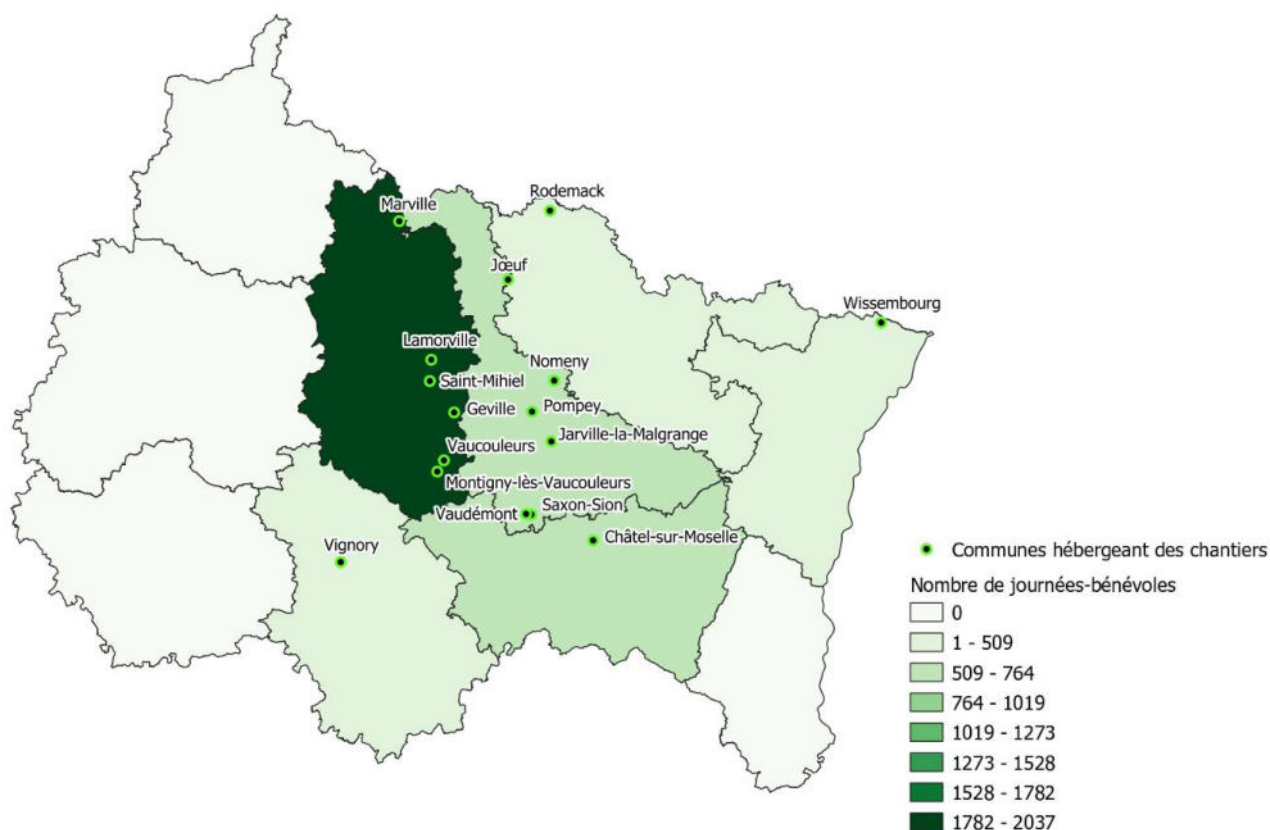 Rodemack
Marville
Jœuf
Wissembourg
Lamorville
Nomeny
Saint-Mihiel
Geville
Pompey
Jarville-la-Malgrange
Vaucouleurs
Montigny-lès-Vaucouleurs
Vaudémont
Saxon-Sion
Châtel-sur-Moselle
Vignory
Communes hébergeant des chantiers
Nombre de journées-bénévoles
0
1 - 509
509 - 764
764 - 1019
1019 - 1273
1273 - 1528
1528 - 1782
1782 - 2037